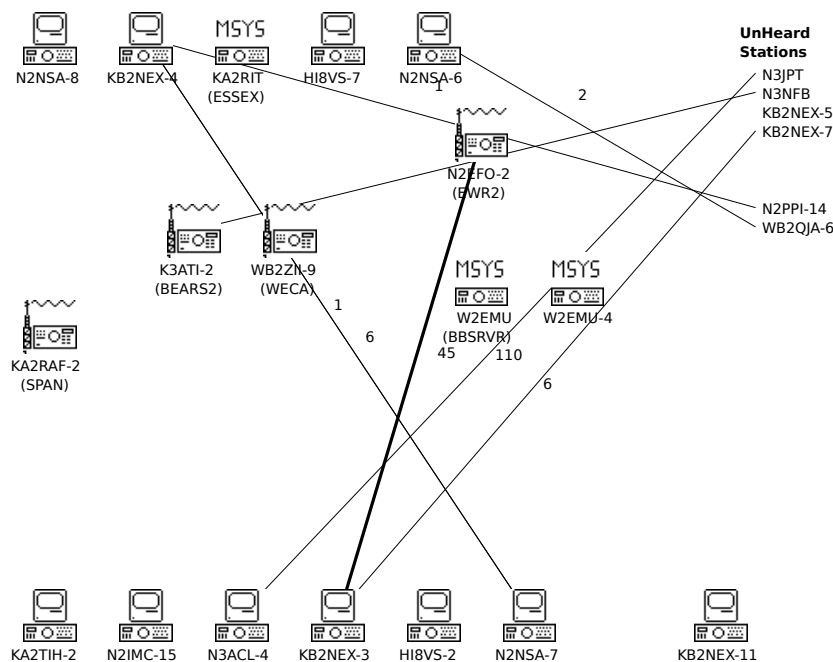 UnHeard
Stations
MSYS
N2NSA-8
KB2NEX-4
KA2RIT
(ESSEX)
HI8VS-7
N2NSA-6
1
2
N3JPT
N3NFB
KB2NEX-5
KB2NEX-7
N2EFO-2
(EWR2)
N2PPI-14
WB2QJA-6
K3ATI-2
(BEARS2)
WB2ZII-9
(WECA)
MSYS
W2EMU
(BBSRVR)
MSYS
W2EMU-4
1
6
45
110
6
KA2RAF-2
(SPAN)
KA2TIH-2
N2IMC-15
N3ACL-4
KB2NEX-3
HI8VS-2
N2NSA-7
KB2NEX-11